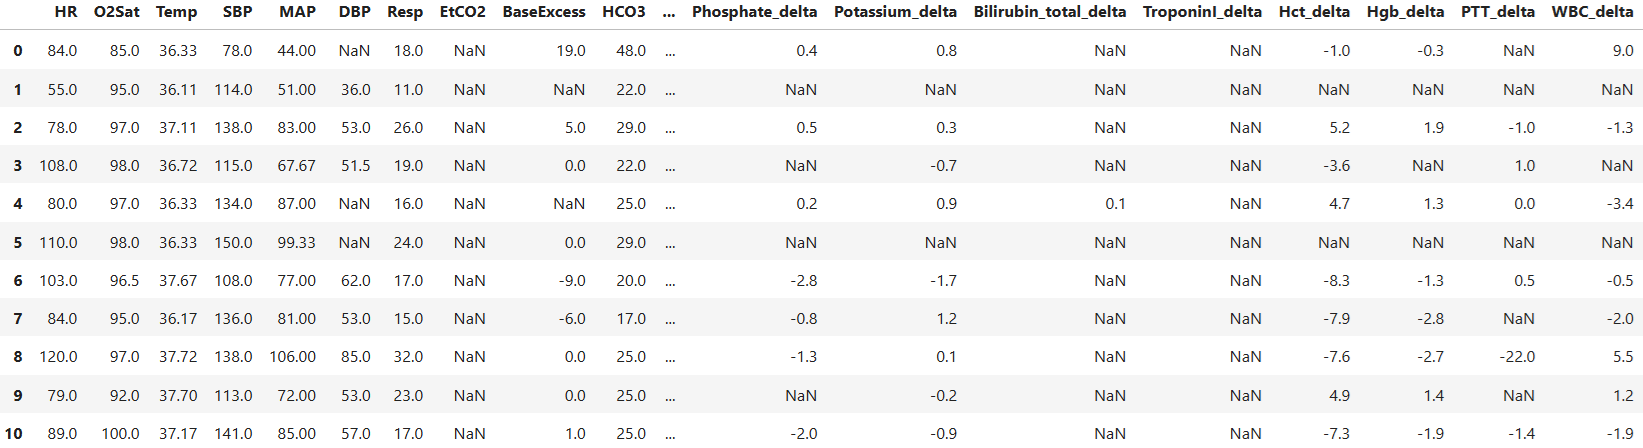 HR O2Sat Temp SBP MAP DBP Resp EtCO2 BaseExcess HCO3 ... Phosphate_delta Potassium_delta Bilirubin_total_delta TroponinI_delta Hct_delta Hgb_delta PTT_delta WBC_delta
0 84.0 85.0 36.33 78.0 44.00 NaN 18.0 NaN 19.0 48.0 ... 0.4 0.8 NaN NaN -1.0 -0.3 NaN 9.0
1 55.0 95.0 36.11 114.0 51.00 36.0 11.0 NaN NaN 22.0 ... NaN NaN NaN NaN NaN NaN NaN NaN
2 78.0 97.0 37.11 138.0 83.00 53.0 26.0 NaN 5.0 29.0 ... 0.5 0.3 NaN NaN 5.2 1.9 -1.0 -1.3
3 108.0 98.0 36.72 115.0 67.67 51.5 19.0 NaN 0.0 22.0 ... NaN -0.7 NaN NaN -3.6 NaN 1.0 NaN
4 80.0 97.0 36.33 134.0 87.00 NaN 16.0 NaN NaN 25.0 ... 0.2 0.9 0.1 NaN 4.7 1.3 0.0 -3.4
5 110.0 98.0 36.33 150.0 99.33 NaN 24.0 NaN 0.0 29.0 ... NaN NaN NaN NaN NaN NaN NaN NaN
6 103.0 96.5 37.67 108.0 77.00 62.0 17.0 NaN -9.0 20.0 ... -2.8 -1.7 NaN NaN -8.3 -1.3 0.5 -0.5
7 84.0 95.0 36.17 136.0 81.00 53.0 15.0 NaN -6.0 17.0 ... -0.8 1.2 NaN NaN -7.9 -2.8 NaN -2.0
8 120.0 97.0 37.72 138.0 106.00 85.0 32.0 NaN 0.0 25.0 ... -1.3 0.1 NaN NaN -7.6 -2.7 -22.0 5.5
9 79.0 92.0 37.70 113.0 72.00 53.0 23.0 NaN 0.0 25.0 ... NaN -0.2 NaN NaN 4.9 1.4 NaN 1.2
10 89.0 100.0 37.17 141.0 85.00 57.0 17.0 NaN 1.0 25.0 ... -2.0 -0.9 NaN NaN -7.3 -1.9 -1.4 -1.9